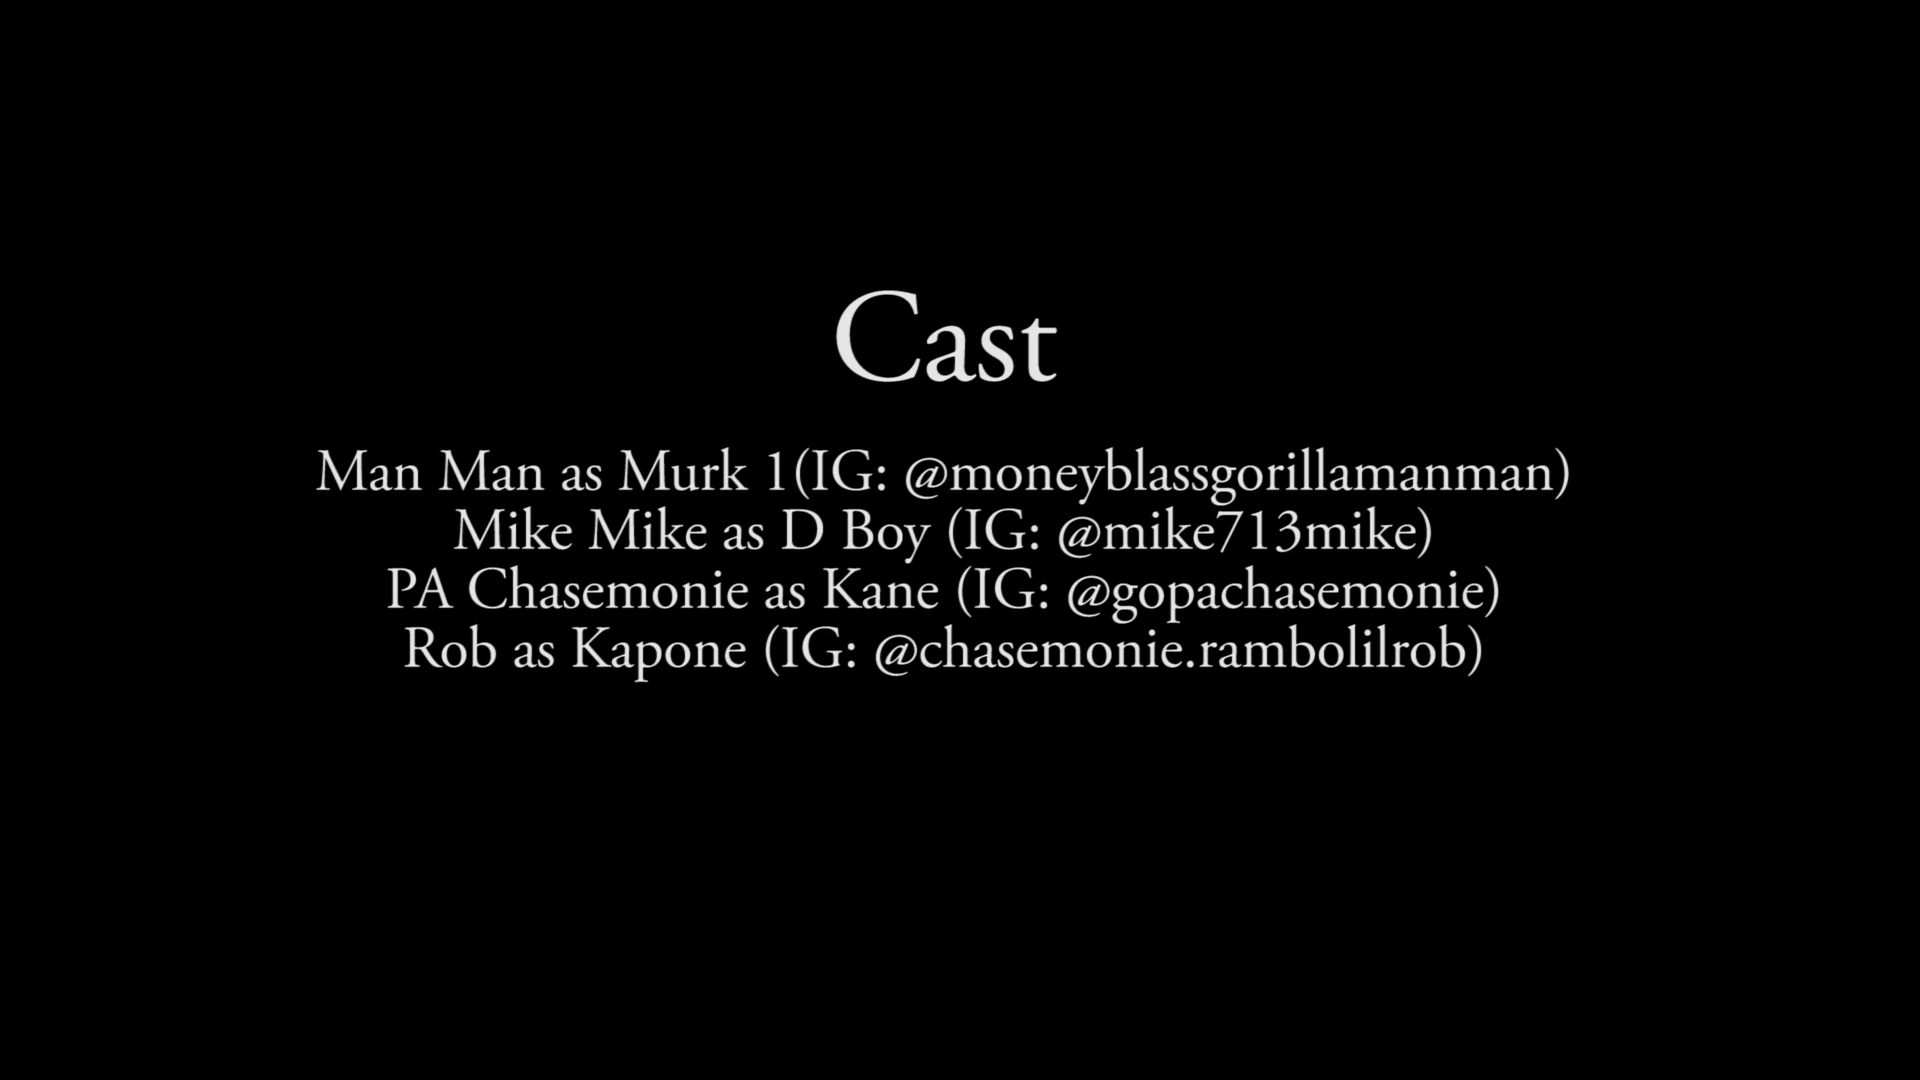 Cast
Man Man as Murk 1(IG: @moneyblassgorillamanman)
Mike Mike as D Boy (IG: @mike713mike)
PA Chasemonie as Kane (IG: @gopachasemonie)
Rob as Kapone (IG: @chasemonie.rambolilrob)